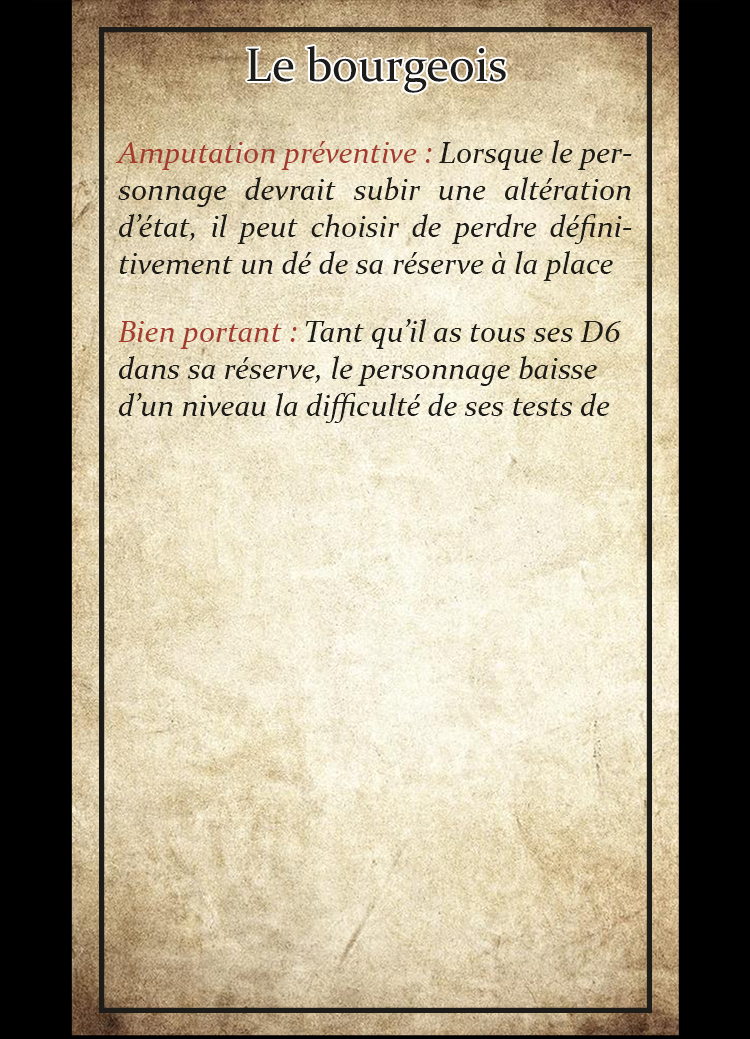 Le bourgeois
Amputation préventive : Lorsque le per-
sonnage devrait subir une altération
d'état, il peut choisir de perdre défini-
tivement un dé de sa réserve à la place
Bien portant : Tant qu'il as tous ses D6
dans sa réserve, le personnage baisse
d'un niveau la difficulté de ses tests de